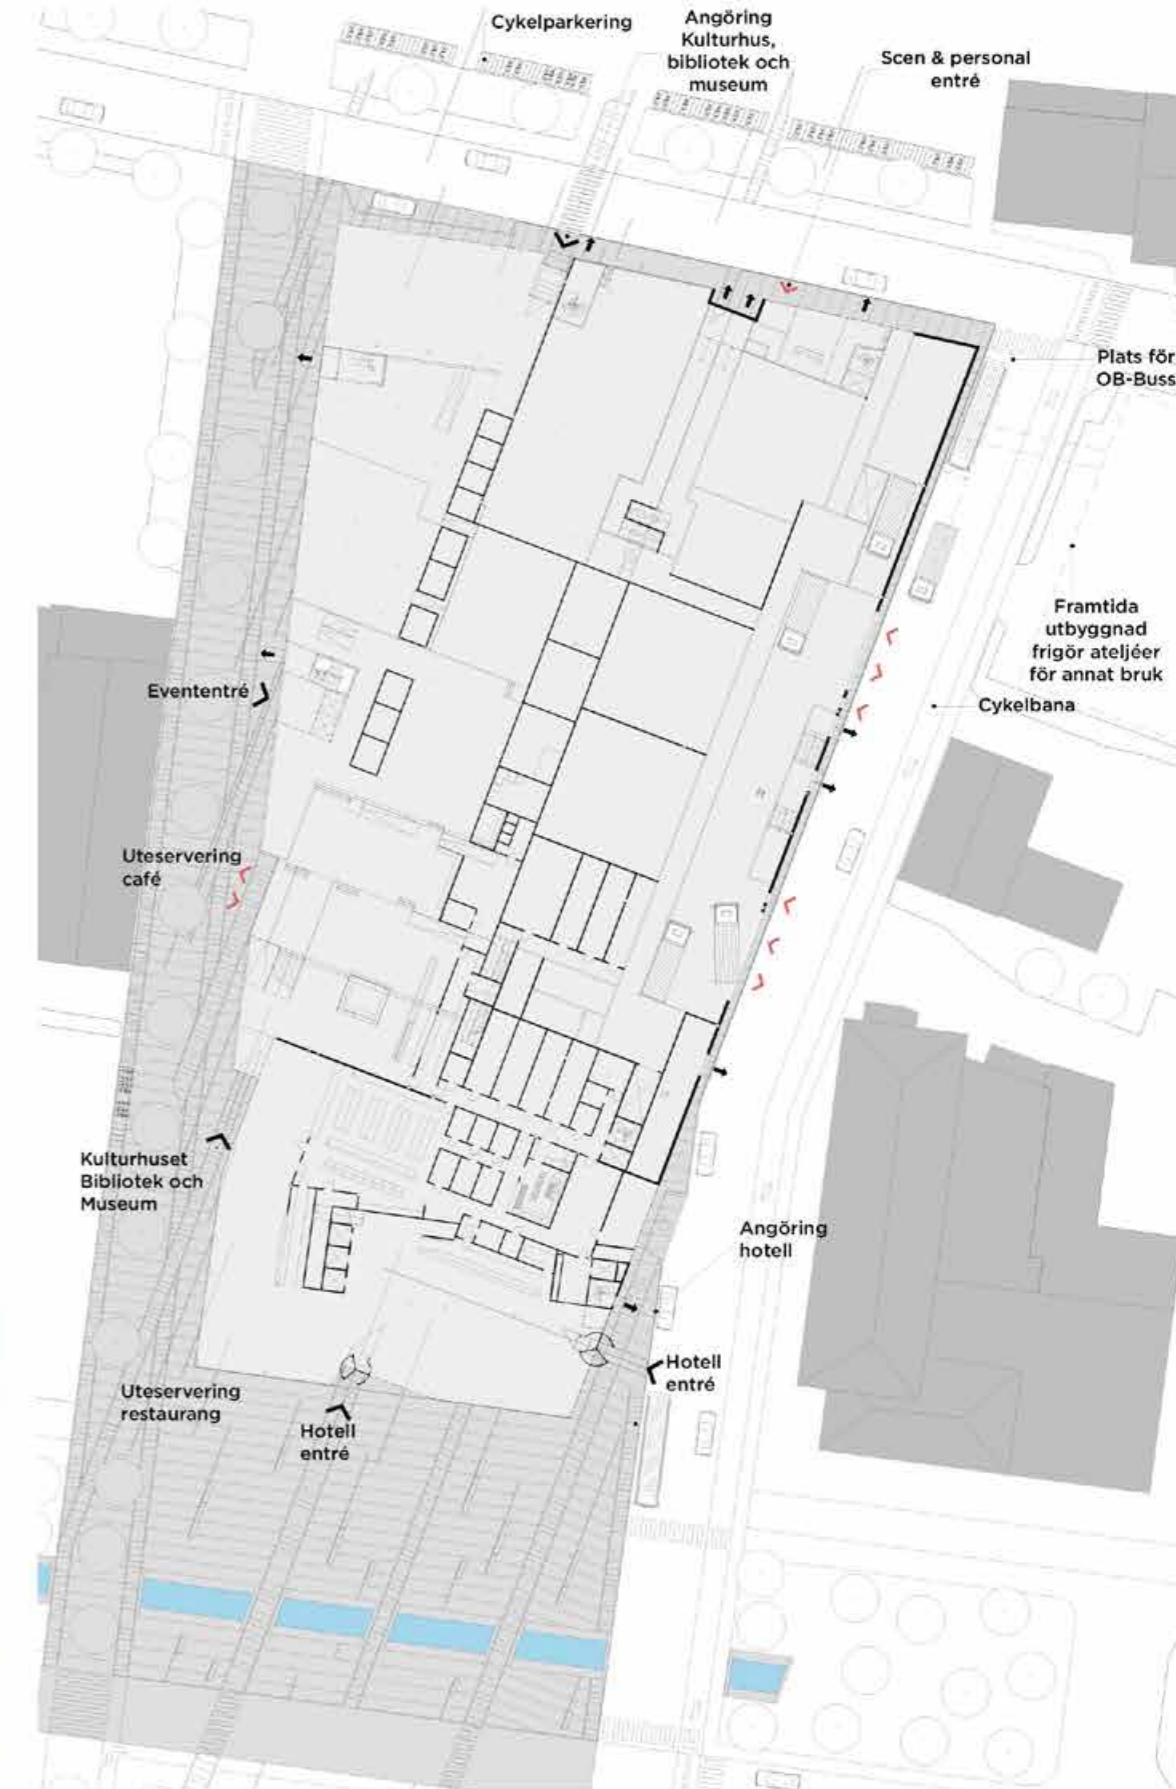 Cykelparkering
Angöring
Kulturhus,
bibliotek och
museum
Scen & personal
entré
Plats för
OB-Buss
Framtida
utbyggnad
frigör ateljéer
för annat bruk
Cykelbana
Evententré
Uteservering
café
Kulturhuset
Bibliotek och
Museum
Angöring
hotell
Hotell
entré
Uteservering
restaurang
Hotell
entré